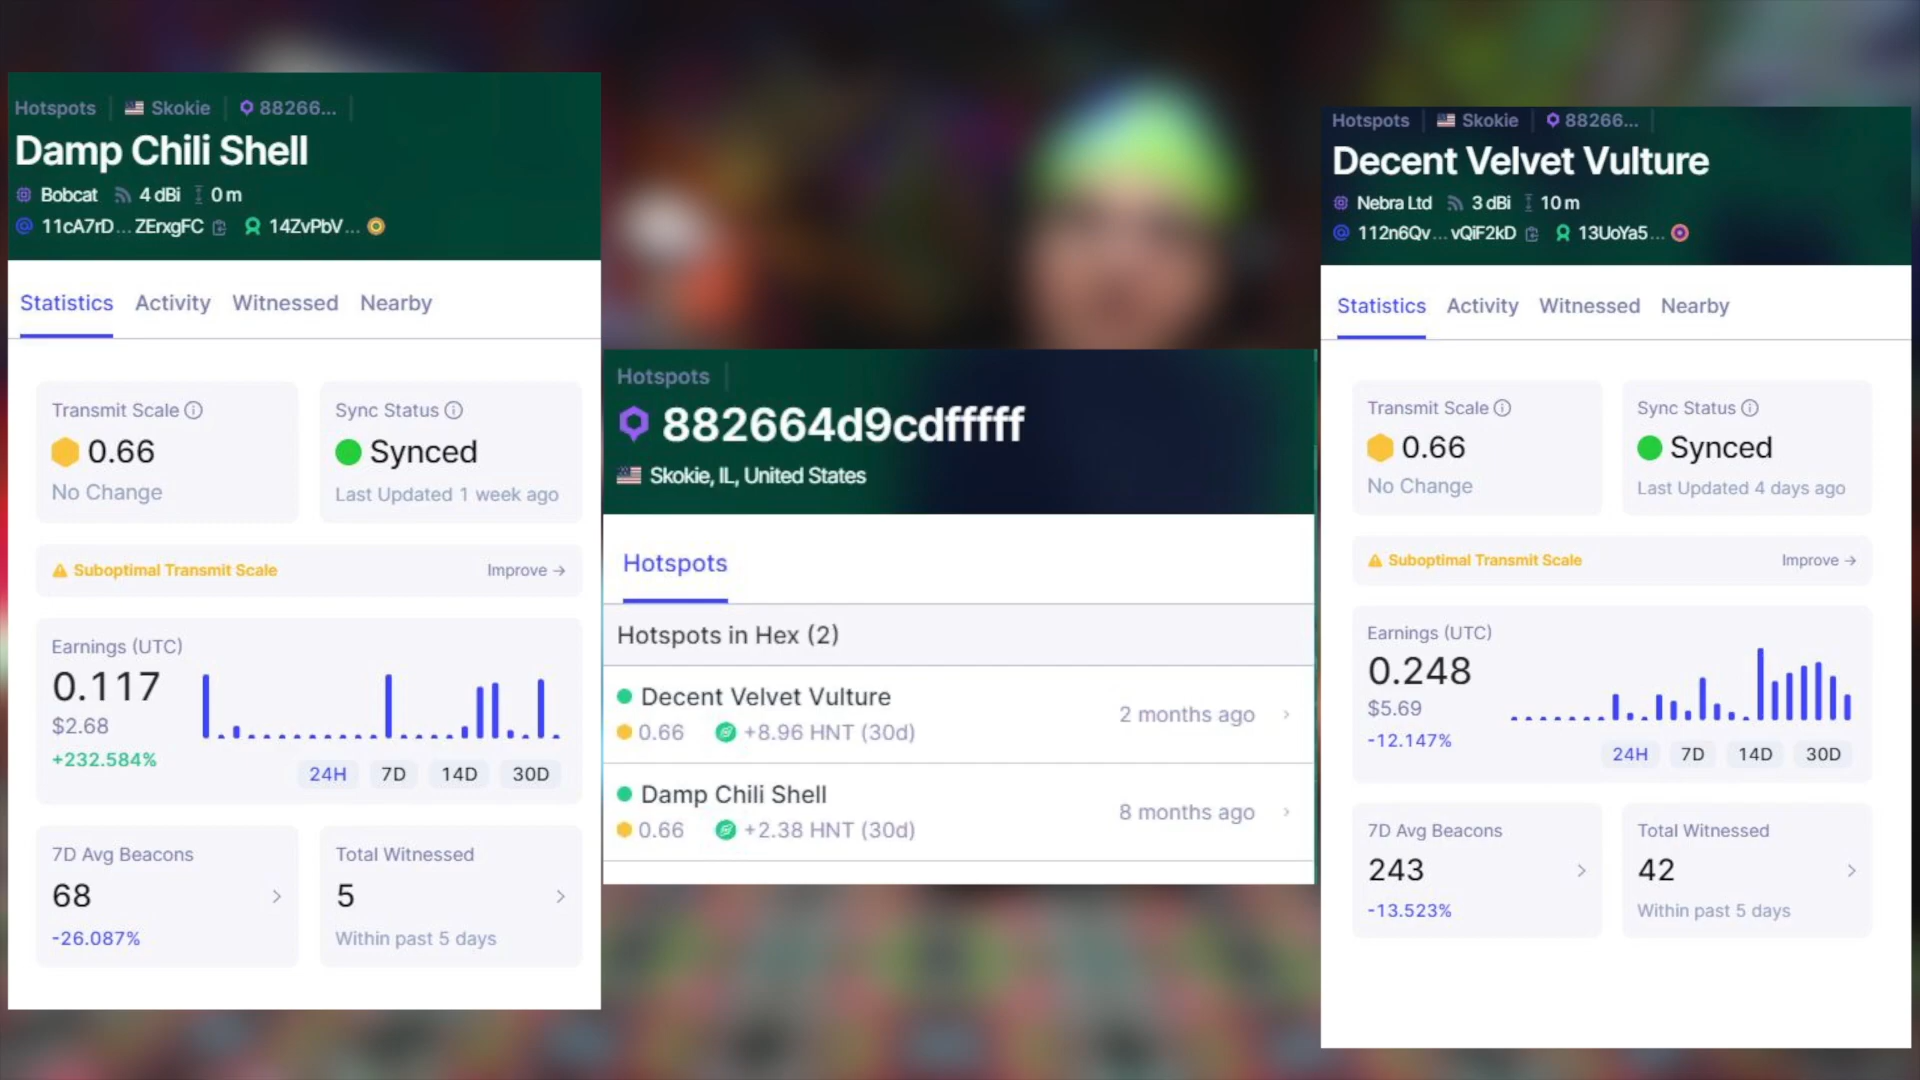 Hotspots Skokie 88266...
Damp Chili Shell
Bobcat 4 dBi 0 m
11cA7rD... ZErxgFC 14ZvPbV...
Statistics Activity Witnessed Nearby
Transmit Scale
0.66
No Change
Sync Status
Synced
Last Updated 1 week ago
Suboptimal Transmit Scale Improve →
Earnings (UTC)
0.117
$2.68
+232.584%
24H 7D 14D 30D
7D Avg Beacons
68
-26.087%
Total Witnessed
5
Within past 5 days
Hotspots
882664d9cdfffff
Skokie, IL, United States
Hotspots
Hotspots in Hex (2)
Decent Velvet Vulture
0.66 +8.96 HNT (30d)
2 months ago
Damp Chili Shell
0.66 +2.38 HNT (30d)
8 months ago
Hotspots Skokie 88266...
Decent Velvet Vulture
Nebra Ltd 3 dBi 10 m
112n6Qv... vQiF2kD 13UoYa5...
Statistics Activity Witnessed Nearby
Transmit Scale
0.66
No Change
Sync Status
Synced
Last Updated 4 days ago
Suboptimal Transmit Scale Improve →
Earnings (UTC)
0.248
$5.69
-12.147%
24H 7D 14D 30D
7D Avg Beacons
243
-13.523%
Total Witnessed
42
Within past 5 days